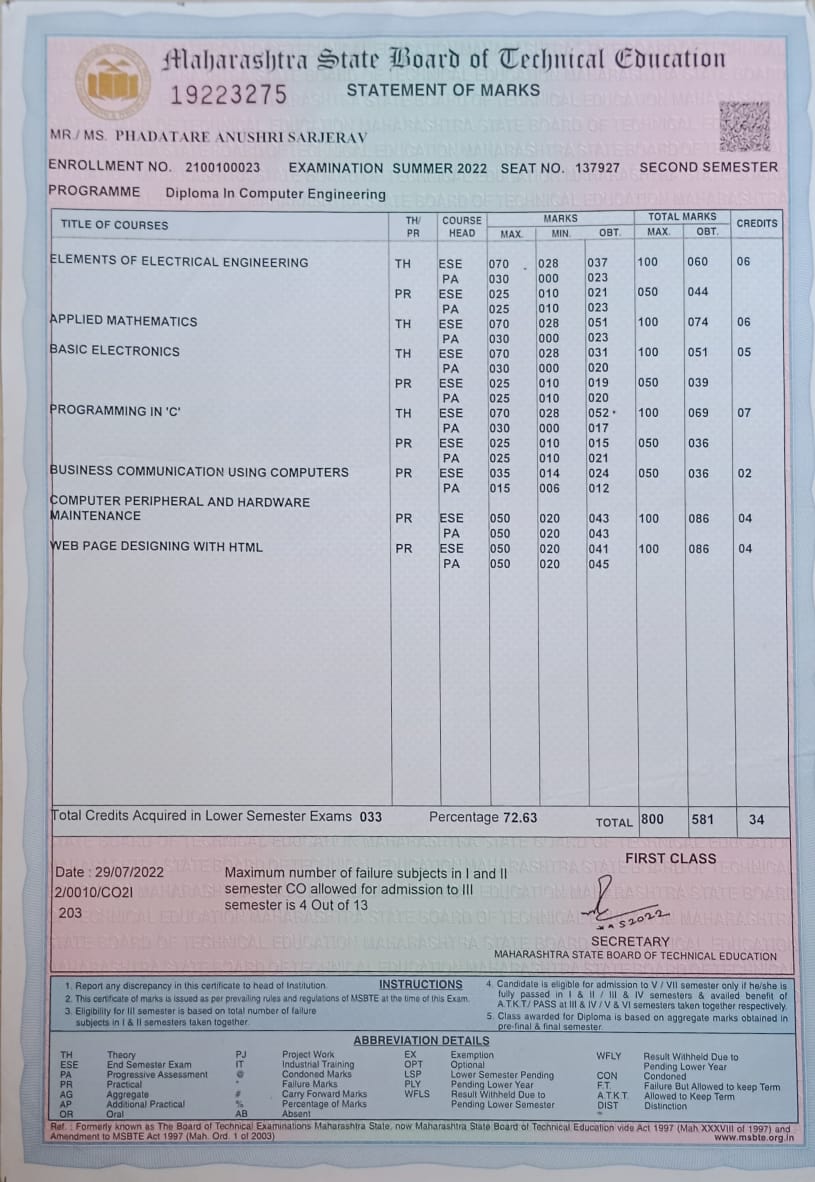 Maharashtra State Board of Technical Education
19223275 STATEMENT OF MARKS
MR./MS. PHADATARE ANUSHRI SARJERAV
ENROLLMENT NO. 2100100023 EXAMINATION SUMMER 2022 SEAT NO. 137927 SECOND SEMESTER
PROGRAMME Diploma In Computer Engineering
TITLE OF COURSES TH/ PR COURSE HEAD MARKS TOTAL MARKS CREDITS
MAX. MIN. OBT. MAX. OBT.
ELEMENTS OF ELECTRICAL ENGINEERING TH ESE 070 028 037 100 060 06
PA 030 000 023
PR ESE 025 010 021 050 044
PA 025 010 023
APPLIED MATHEMATICS TH ESE 070 028 051 100 074 06
PA 030 000 023
BASIC ELECTRONICS TH ESE 070 028 031 100 051 05
PA 030 000 020
PR ESE 025 010 019 050 039
PA 025 010 020
PROGRAMMING IN 'C' TH ESE 070 028 052 100 069 07
PA 030 000 017
PR ESE 025 010 015 050 036
PA 025 010 021
BUSINESS COMMUNICATION USING COMPUTERS PR ESE 035 014 024 050 036 02
PA 015 006 012
COMPUTER PERIPHERAL AND HARDWARE
MAINTENANCE PR ESE 050 020 043 100 086 04
PA 050 020 043
WEB PAGE DESIGNING WITH HTML PR ESE 050 020 041 100 086 04
PA 050 020 045
Total Credits Acquired in Lower Semester Exams 033 Percentage 72.63 TOTAL 800 581 34
FIRST CLASS
Date : 29/07/2022
2/0010/CO2I
203
Maximum number of failure subjects in I and II
semester CO allowed for admission to III
semester is 4 Out of 13
SECRETARY
MAHARASHTRA STATE BOARD OF TECHNICAL EDUCATION
INSTRUCTIONS
1. Report any discrepancy in this certificate to head of Institution.
2. This certificate of marks is issued as per prevailing rules and regulations of MSBTE at the time of this Exam.
3. Eligibility for III semester is based on total number of failure
subjects in I & II semesters taken together.
4. Candidate is eligible for admission to V / VII semester only if he/she is
fully passed in I & II / III & IV semesters & availed benefit of
A.T.K.T/ PASS at III & IV / V & VI semesters taken together respectively.
5. Class awarded for Diploma is based on aggregate marks obtained in
pre-final & final semester.
ABBREVIATION DETAILS
TH Theory PJ Project Work EX Exemption WFLY Result Withheld Due to
ESE End Semester Exam IT Industrial Training OPT Optional Pending Lower Year
PA Progressive Assessment @ Condoned Marks LSP Lower Semester Pending CON Condoned
PR Practical * Failure Marks PLY Pending Lower Year F.T. Failure But Allowed to keep Term
AG Aggregate # Carry Forward Marks WFLS Result Withheld Due to A.T.K.T. Allowed to Keep Term
AP Additional Practical % Percentage of Marks Pending Lower Semester DIST Distinction
OR Oral AB Absent
Ref. : Formerly known as The Board of Technical Examinations Maharashtra State, now Maharashtra State Board of Technical Education vide Act 1997 (Mah.XXXVIII of 1997) and
Amendment to MSBTE Act 1997 (Mah. Ord. 1 of 2003) www.msbte.org.in